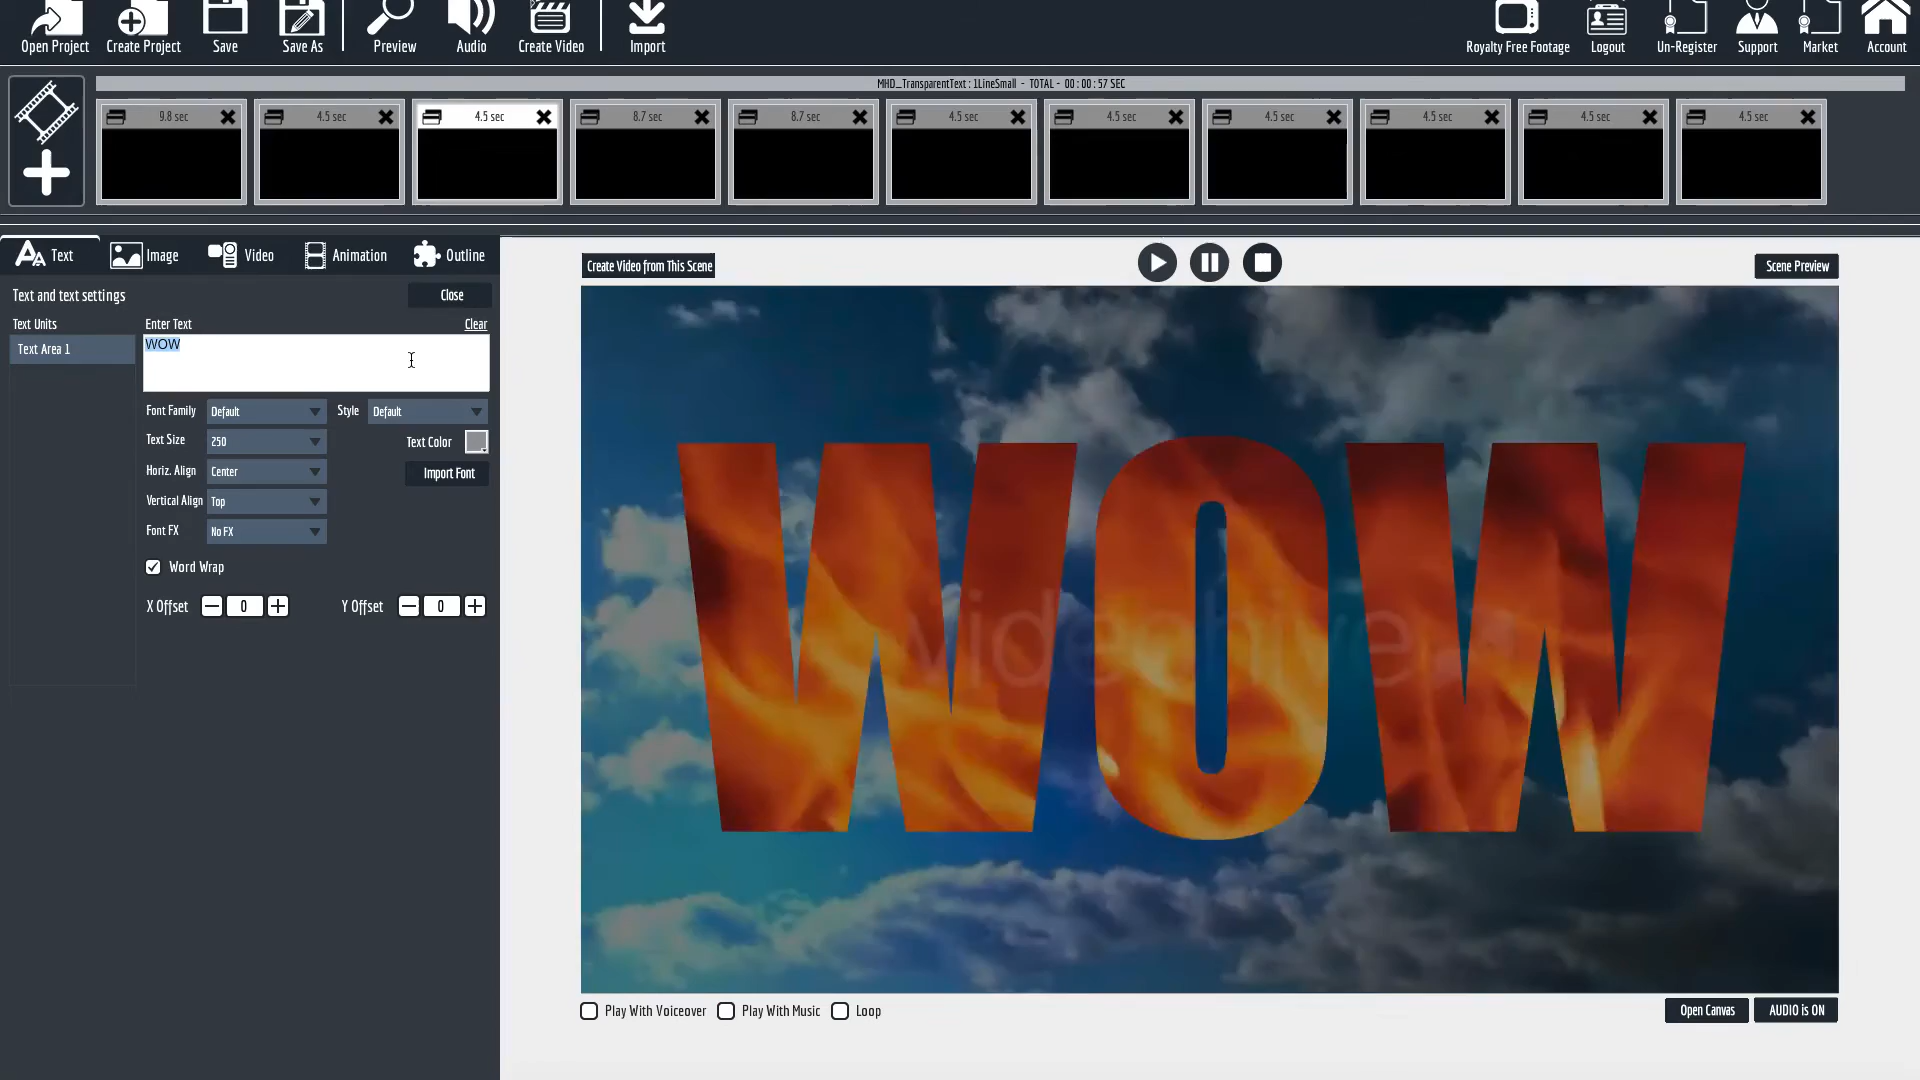 Open Project Create Project Save Save As Preview Audio Create Video Import Royalty Free Footage Logout Un-Register Support Market Account
MHD_TransparentText : 1LineSmall - TOTAL - 00 : 00 : 57 SEC
9.8 sec 4.5 sec 4.5 sec 8.7 sec 8.7 sec 4.5 sec 4.5 sec 4.5 sec 4.5 sec 4.5 sec 4.5 sec
Text Image Video Animation Outline
Create Video from This Scene
Scene Preview
Text and text settings Close
Text Units Enter Text Clear
Text Area 1 WOW
Font Family Default Style Default
Text Size 250 Text Color
Horiz. Align Center Import Font
Vertical Align Top
Font FX No FX
Word Wrap
X Offset 0 Y Offset 0
WOW
videohive
Play With Voiceover Play With Music Loop Open Canvas AUDIO is ON